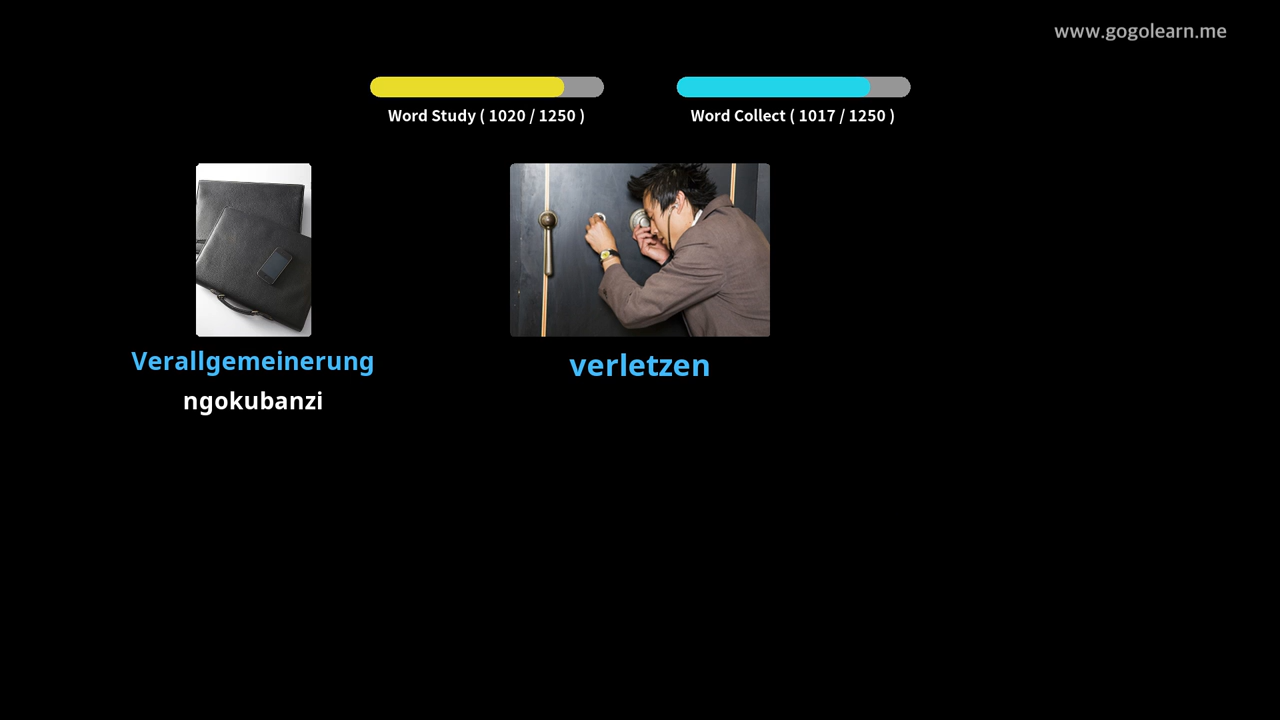 www.gogolearn.me
Word Study ( 1020 / 1250 )
Word Collect ( 1017 / 1250 )
Verallgemeinerung
ngokubanzi
verletzen